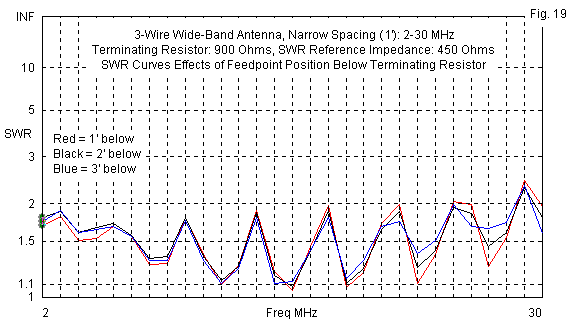 Fig. 19
3-Wire Wide-Band Antenna, Narrow Spacing (1'): 2-30 MHz
Terminating Resistor: 900 Ohms, SWR Reference Impedance: 450 Ohms
SWR Curves Effects of Feedpoint Position Below Terminating Resistor
INF
10
5
SWR
3
2
1.5
1.1
1
Red = 1' below
Black = 2' below
Blue = 3' below
2
Freq MHz
30